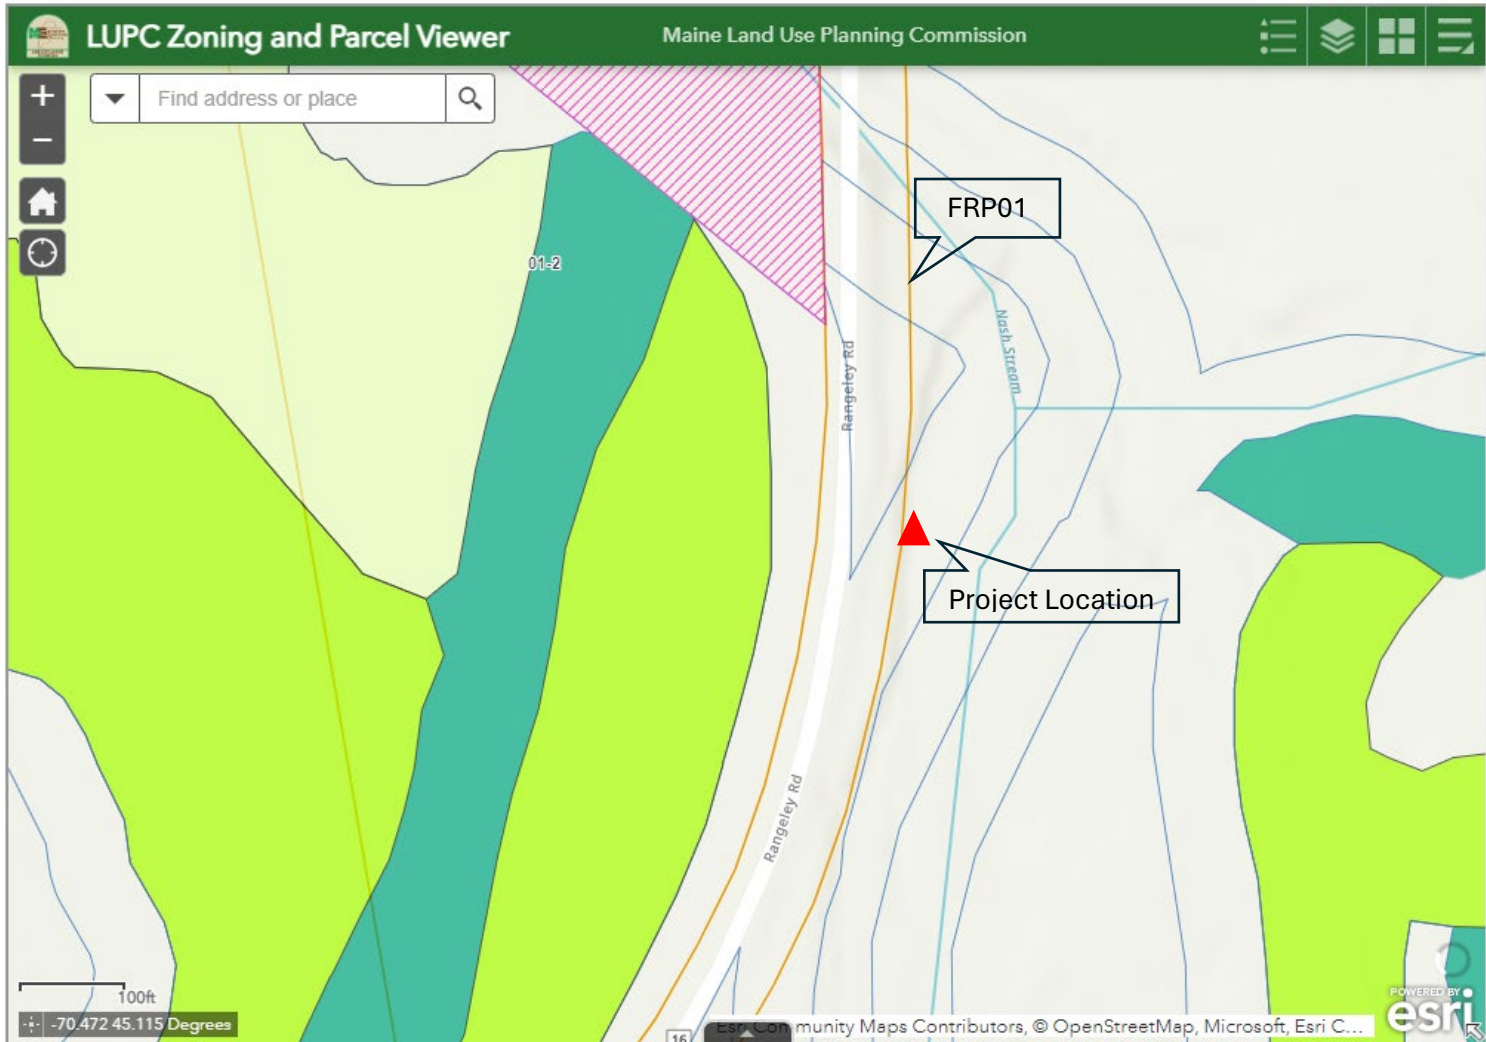 LUPC Zoning and Parcel Viewer
Maine Land Use Planning Commission
+
Find address or place
−
FRP01
01-2
Nash Stream
Rangeley Rd
Project Location
Rangeley Rd
100ft
-70.472 45.115 Degrees
16
Esri Community Maps Contributors, © OpenStreetMap, Microsoft, Esri C...
POWERED BY
esri